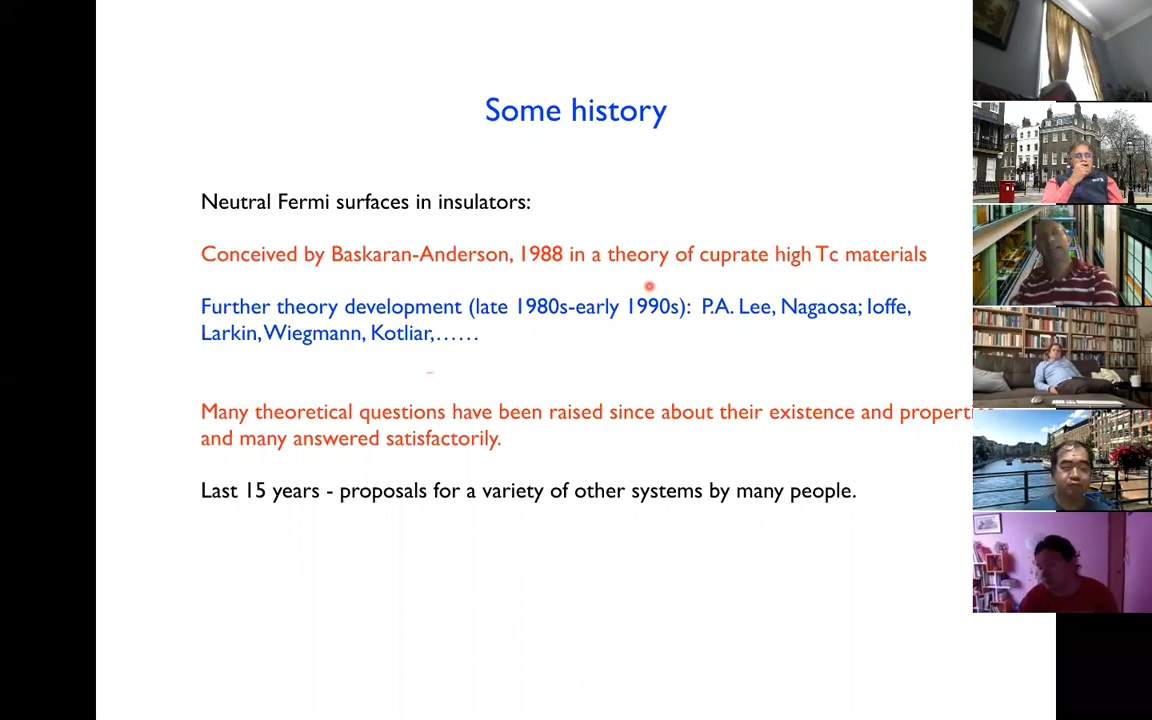 Some history
Neutral Fermi surfaces in insulators:
Conceived by Baskaran-Anderson, 1988 in a theory of cuprate high Tc materials
Further theory development (late 1980s-early 1990s): P.A. Lee, Nagaosa; Ioffe,
Larkin, Wiegmann, Kotliar,......
Many theoretical questions have been raised since about their existence and
and many answered satisfactorily.
Last 15 years - proposals for a variety of other systems by many people.